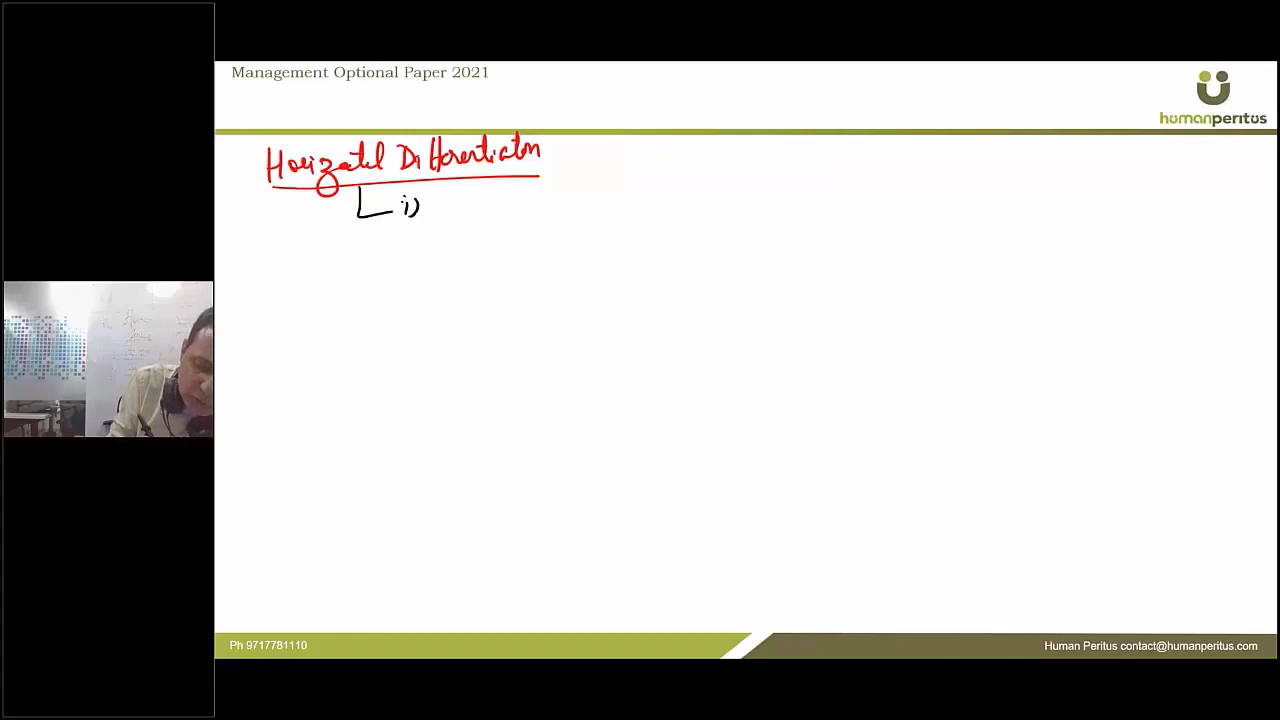 Management Optional Paper 2021
humanperitus
Horizontal Differentiation
i)
Ph 9717781110
Human Peritus contact@humanperitus.com